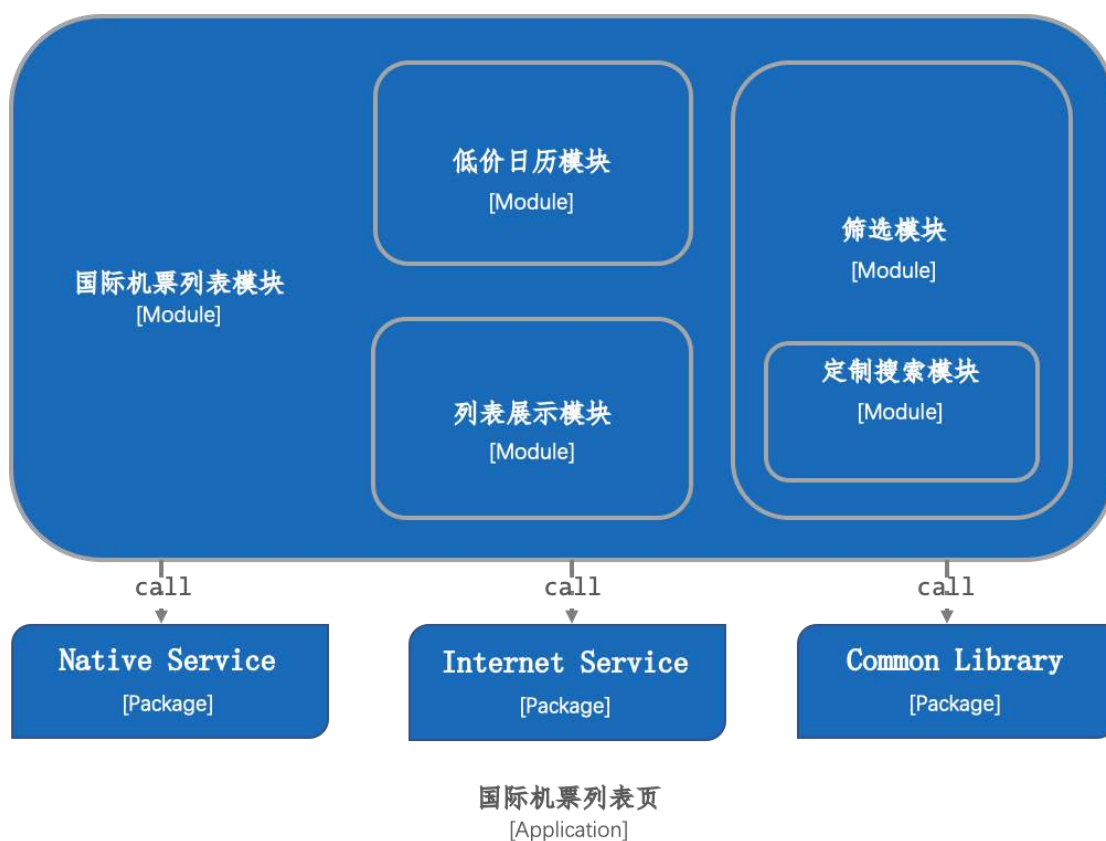 低价日历模块
[Module]
筛选模块
[Module]
国际机票列表模块
[Module]
定制搜索模块
[Module]
列表展示模块
[Module]
call
call
call
Native Service
[Package]
Internet Service
[Package]
Common Library
[Package]
国际机票列表页
[Application]